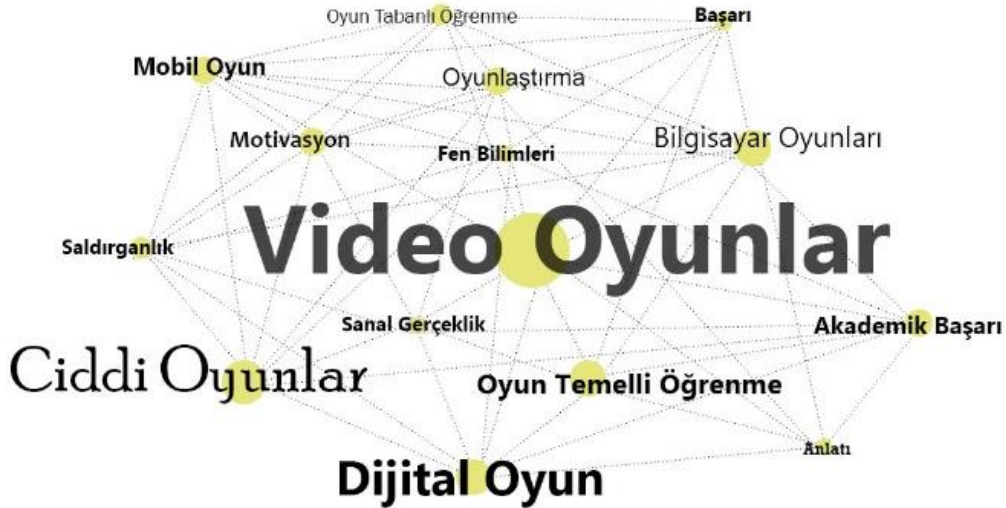 Oyun Tabanlı Öğrenme
Başarı
Mobil Oyun
Oyunlaştırma
Motivasyon
Fen Bilimleri
Bilgisayar Oyunları
Saldırganlık
Video Oyunlar
Sanal Gerçeklik
Akademik Başarı
Ciddi Oyunlar
Oyun Temelli Öğrenme
Anlatı
Dijital Oyun